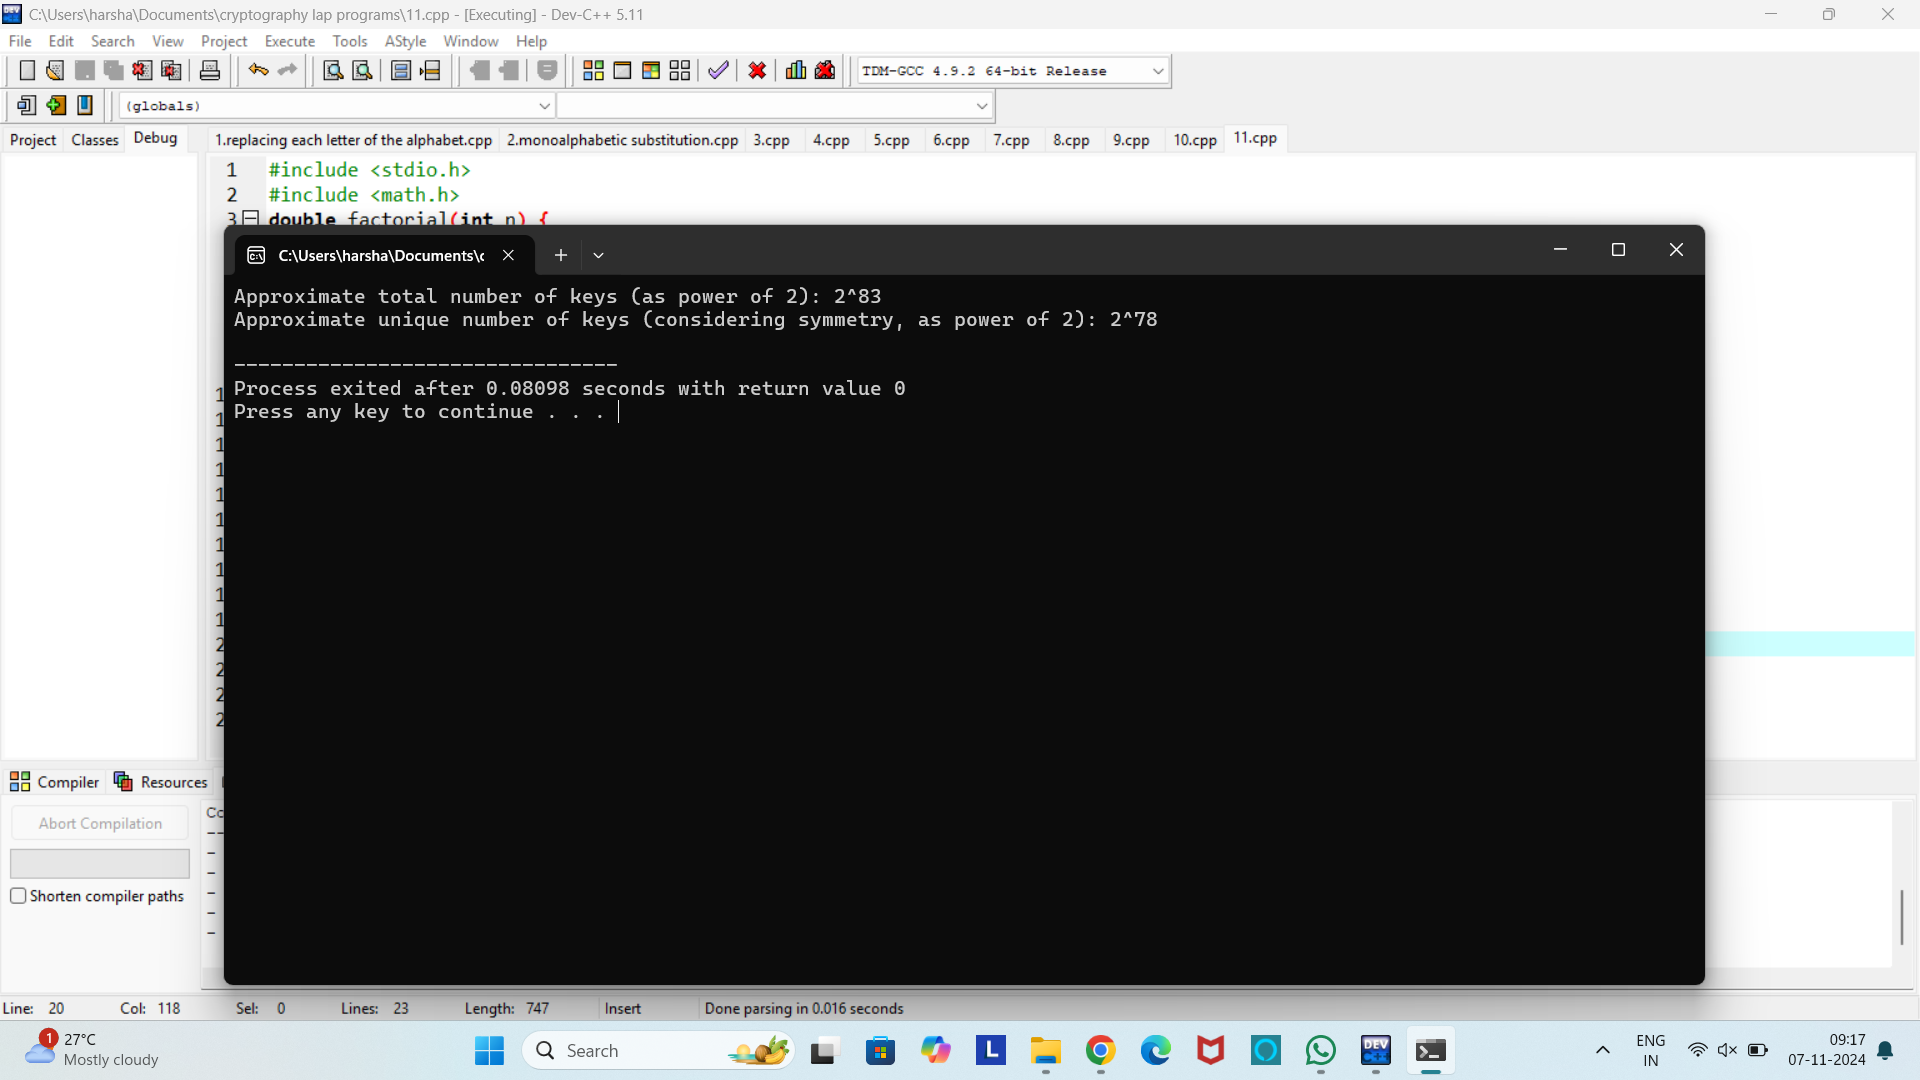 C:\Users\harsha\Documents\cryptography lap programs\11.cpp - [Executing] - Dev-C++ 5.11
File Edit Search View Project Execute Tools AStyle Window Help
TDM-GCC 4.9.2 64-bit Release
(globals)
Project Classes Debug 1.replacing each letter of the alphabet.cpp 2.monoalphabetic substitution.cpp 3.cpp 4.cpp 5.cpp 6.cpp 7.cpp 8.cpp 9.cpp 10.cpp 11.cpp
1 #include <stdio.h>
2 #include <math.h>
3 double factorial(int n) {
C:\Users\harsha\Documents\c
Approximate total number of keys (as power of 2): 2^83
Approximate unique number of keys (considering symmetry, as power of 2): 2^78
--------------------------------
Process exited after 0.08098 seconds with return value 0
Press any key to continue . . .
Compiler Resources
Abort Compilation
Shorten compiler paths
Line: 20 Col: 118 Sel: 0 Lines: 23 Length: 747 Insert Done parsing in 0.016 seconds
1 27°C
Mostly cloudy
Search
L
DEV
C++
ENG
IN
09:17
07-11-2024